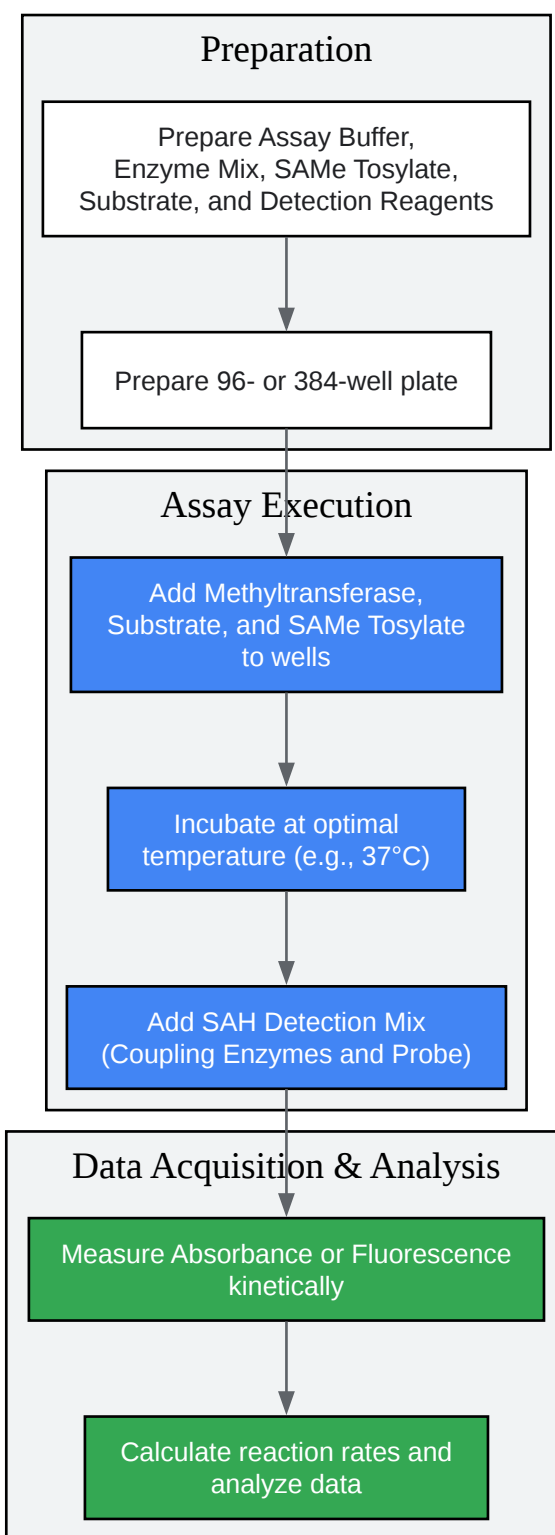 Preparation
Prepare Assay Buffer,
Enzyme Mix, SAMe Tosylate,
Substrate, and Detection Reagents
Prepare 96- or 384-well plate
Assay Execution
Add Methyltransferase,
Substrate, and SAMe Tosylate
to wells
Incubate at optimal
temperature (e.g., 37°C)
Add SAH Detection Mix
(Coupling Enzymes and Probe)
Data Acquisition & Analysis
Measure Absorbance or Fluorescence
kinetically
Calculate reaction rates and
analyze data